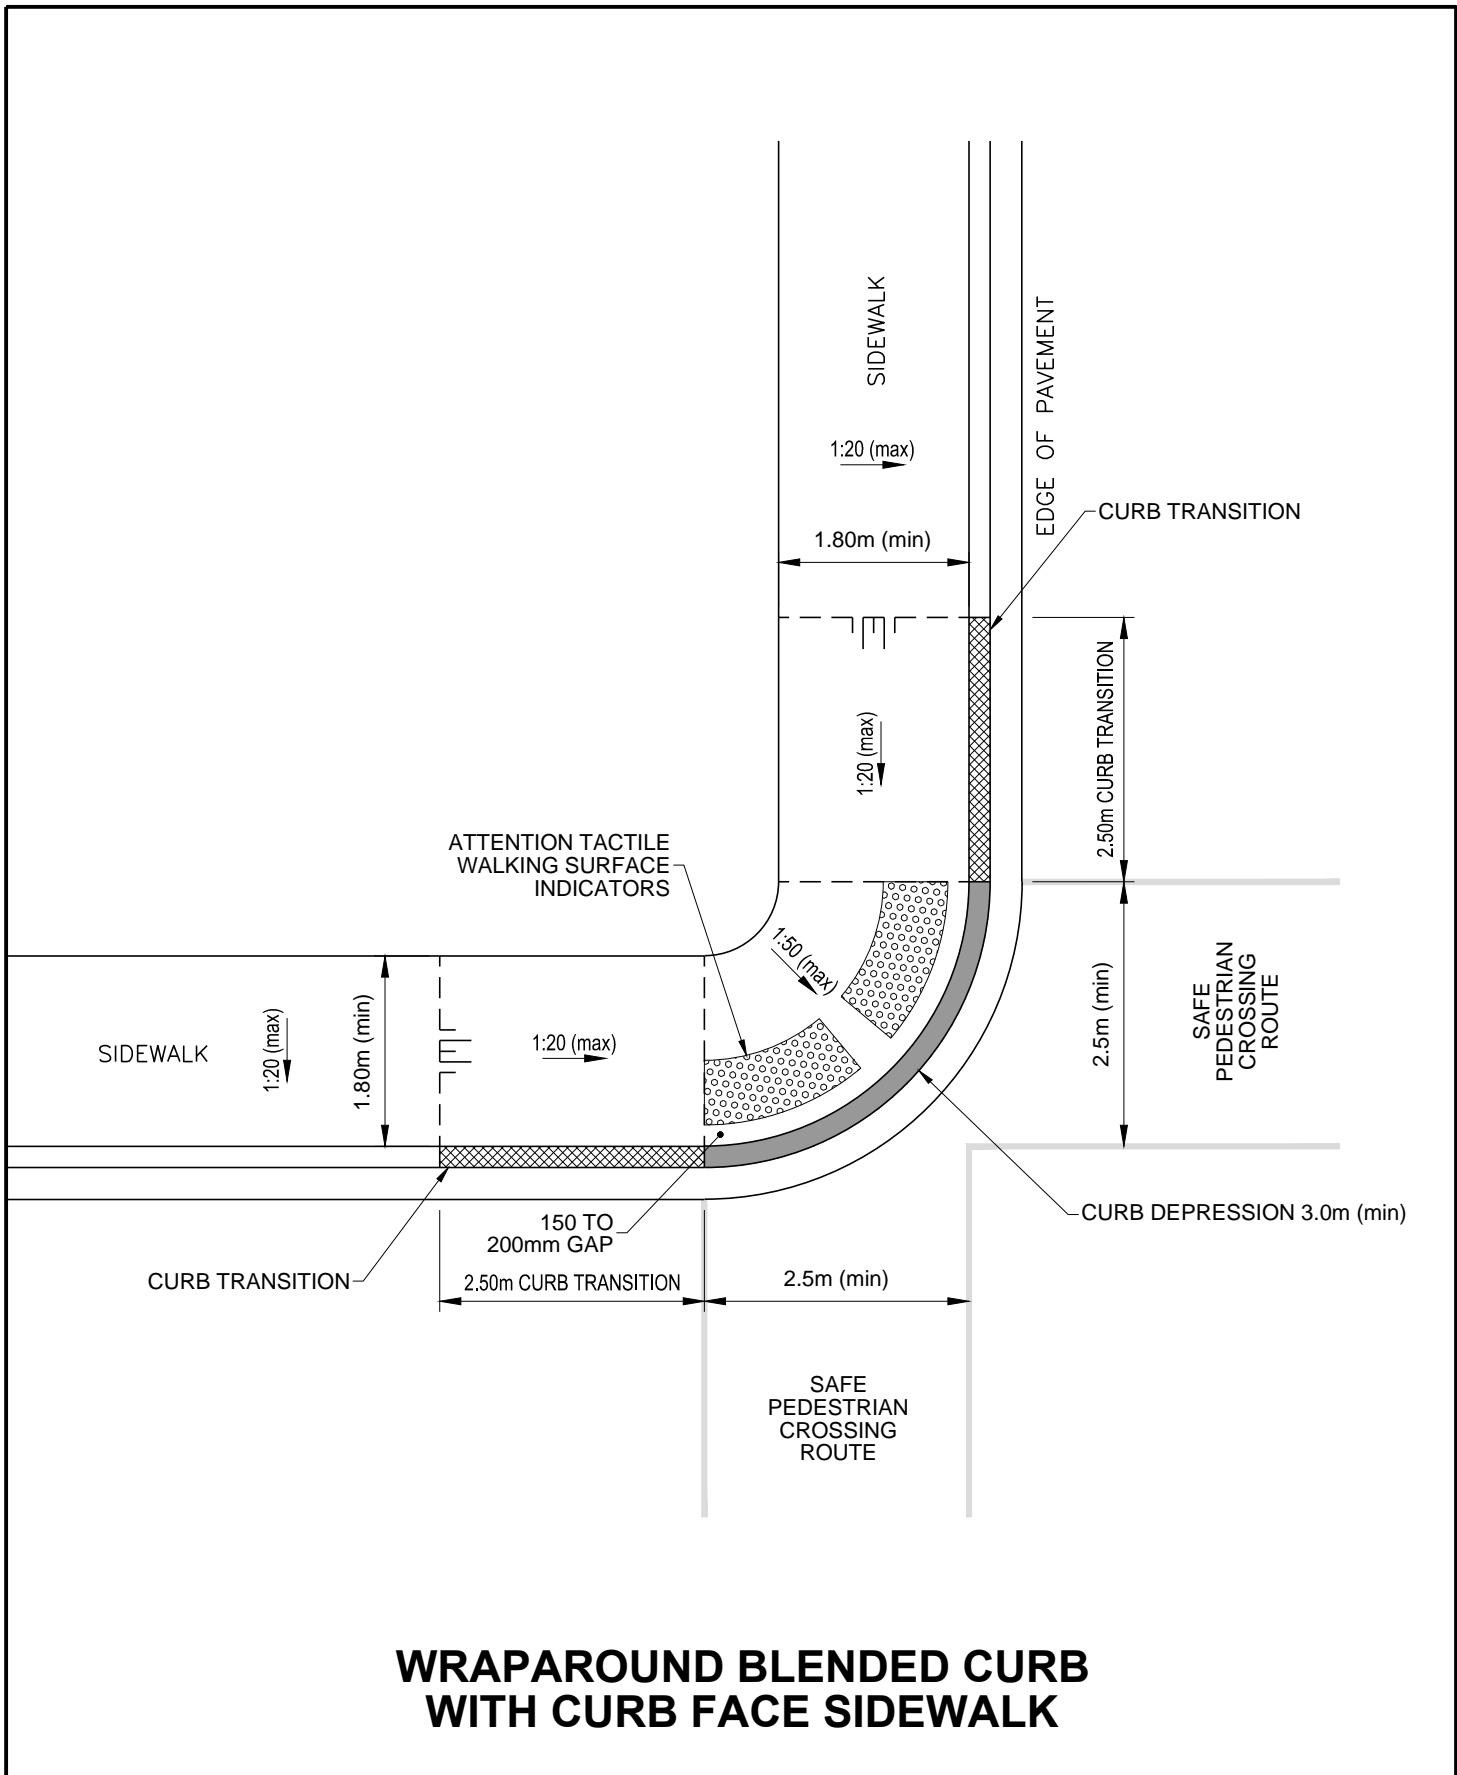 SIDEWALK
EDGE OF PAVEMENT
1:20 (max)
CURB TRANSITION
1.80m (min)
2.50m CURB TRANSITION
1:20 (max)
ATTENTION TACTILE
WALKING SURFACE
INDICATORS
1:50 (max)
SAFE
PEDESTRIAN
CROSSING
ROUTE
2.5m (min)
SIDEWALK
1:20 (max)
1.80m (min)
1:20 (max)
CURB DEPRESSION 3.0m (min)
150 TO
200mm GAP
CURB TRANSITION
2.50m CURB TRANSITION
2.5m (min)
SAFE
PEDESTRIAN
CROSSING
ROUTE
WRAPAROUND BLENDED CURB
WITH CURB FACE SIDEWALK